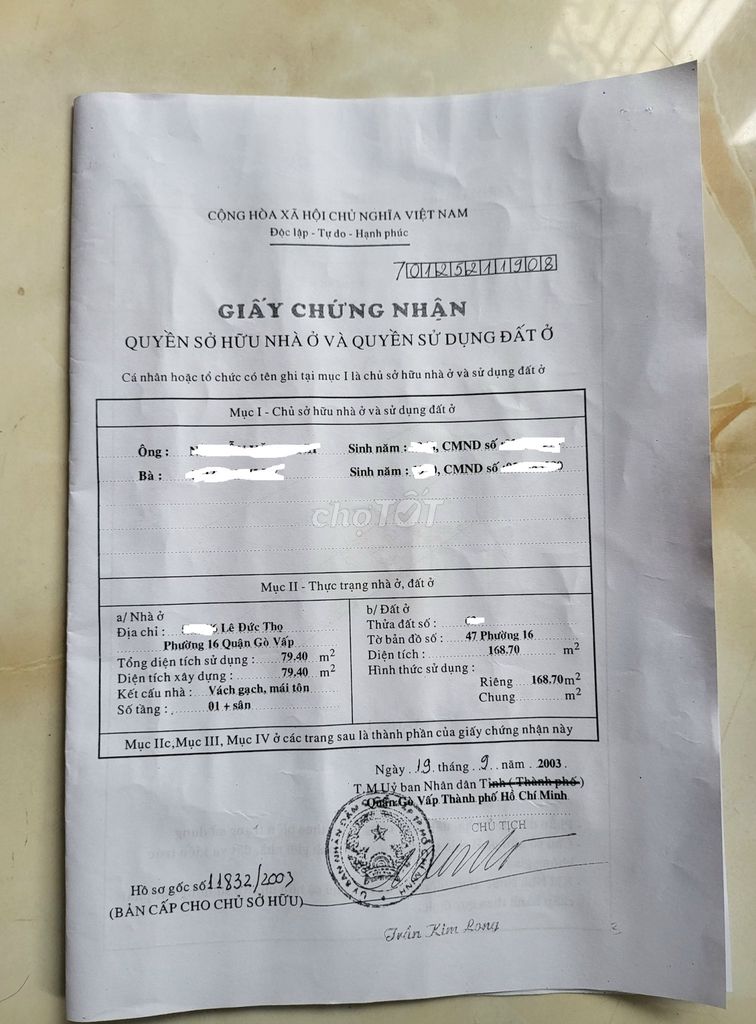 CỘNG HÒA XÃ HỘI CHỦ NGHĨA VIỆT NAM
Độc lập - Tự do - Hạnh phúc
7012521908
GIẤY CHỨNG NHẬN
QUYỀN SỞ HỮU NHÀ Ở VÀ QUYỀN SỬ DỤNG ĐẤT Ở
Cá nhân hoặc tổ chức có tên ghi tại mục I là chủ sở hữu nhà ở và sử dụng đất ở
Mục I - Chủ sở hữu nhà ở và sử dụng đất ở
Ông : Sinh năm : , CMND số
Bà : Sinh năm : , CMND số
chợTỐT
Mục II - Thực trạng nhà ở, đất ở
a/ Nhà ở
Địa chỉ : Lê Đức Thọ
Phường 16 Quận Gò Vấp
Tổng diện tích sử dụng : 79.40 m²
Diện tích xây dựng : 79.40 m²
Kết cấu nhà : Vách gạch, mái tôn
Số tầng : 01 + sân
b/ Đất ở
Thửa đất số :
Tờ bản đồ số : 47 Phường 16
Diện tích : 168.70 m²
Hình thức sử dụng :
Riêng 168.70 m²
Chung m²
Mục IIc,Mục III, Mục IV ở các trang sau là thành phần của giấy chứng nhận này
Ngày 19 tháng 9 năm 2003
T.M Uỷ ban Nhân dân Tỉnh ( Thành phố )
Quận Gò Vấp Thành phố Hồ Chí Minh
CHỦ TỊCH
Hồ sơ gốc số 11832/2003
(BẢN CẤP CHO CHỦ SỞ HỮU)
Trần Kim Long